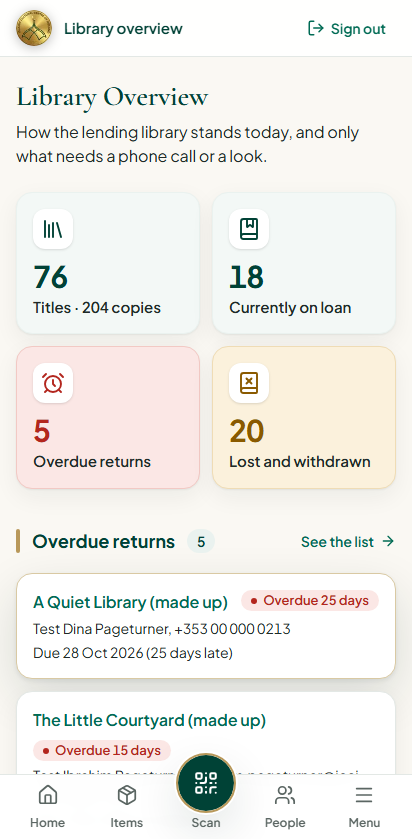 Library overview
Sign out
Library Overview
How the lending library stands today, and only
what needs a phone call or a look.
76
Titles · 204 copies
18
Currently on loan
5
Overdue returns
20
Lost and withdrawn
Overdue returns
5
See the list
A Quiet Library (made up)
Overdue 25 days
Test Dina Pageturner, +353 00 000 0213
Due 28 Oct 2026 (25 days late)
The Little Courtyard (made up)
Overdue 15 days
Home
Items
Scan
People
Menu